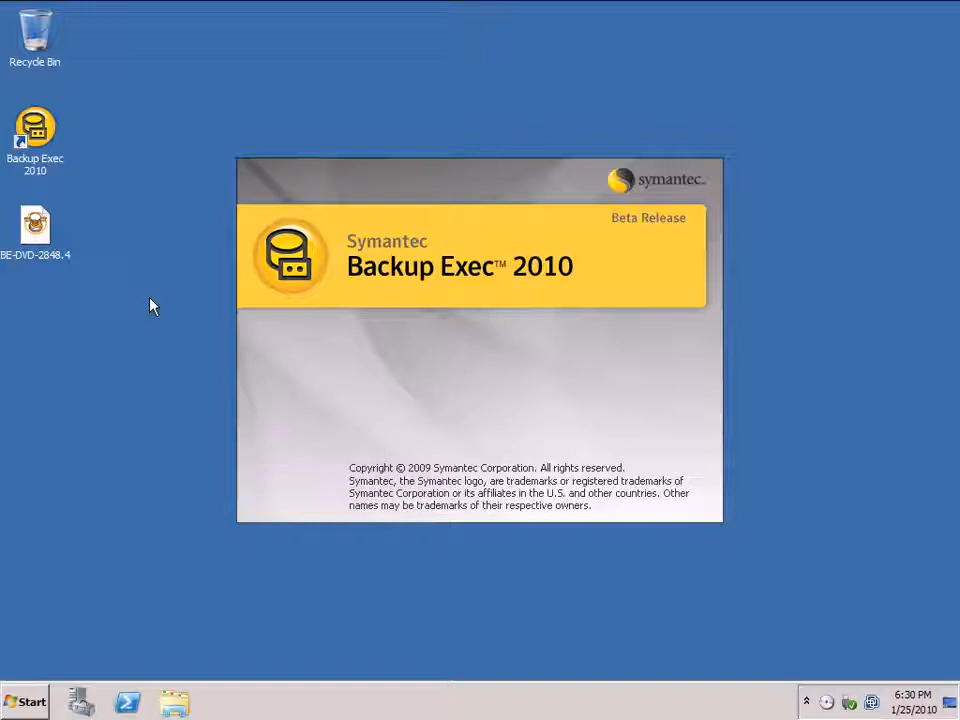 Recycle Bin
Backup Exec
2010
BE-DVD-2848.4
symantec.
Beta Release
Symantec
Backup Exec™ 2010
Copyright © 2009 Symantec Corporation. All rights reserved.
Symantec, the Symantec logo, are trademarks or registered trademarks of
Symantec Corporation or its affiliates in the U.S. and other countries. Other
names may be trademarks of their respective owners.
Start
6:30 PM
1/25/2010